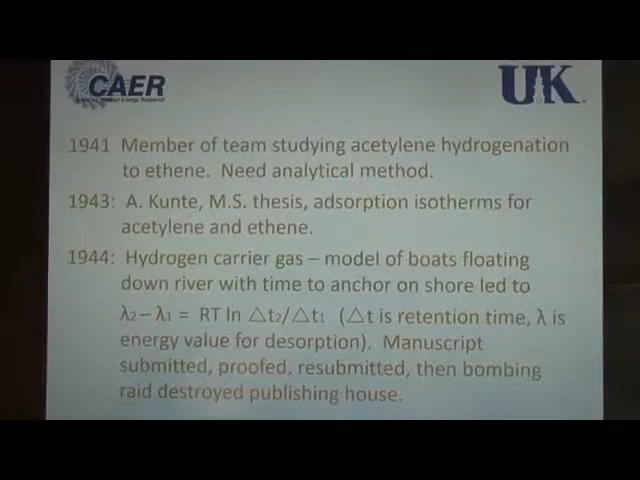 CAER
UK
1941 Member of team studying acetylene hydrogenation
to ethene. Need analytical method.
1943: A. Kunte, M.S. thesis, adsorption isotherms for
acetylene and ethene.
1944: Hydrogen carrier gas – model of boats floating
down river with time to anchor on shore led to
λ₂ – λ₁ = RT ln △t₂/△t₁ (△t is retention time, λ is
energy value for desorption). Manuscript
submitted, proofed, resubmitted, then bombing
raid destroyed publishing house.